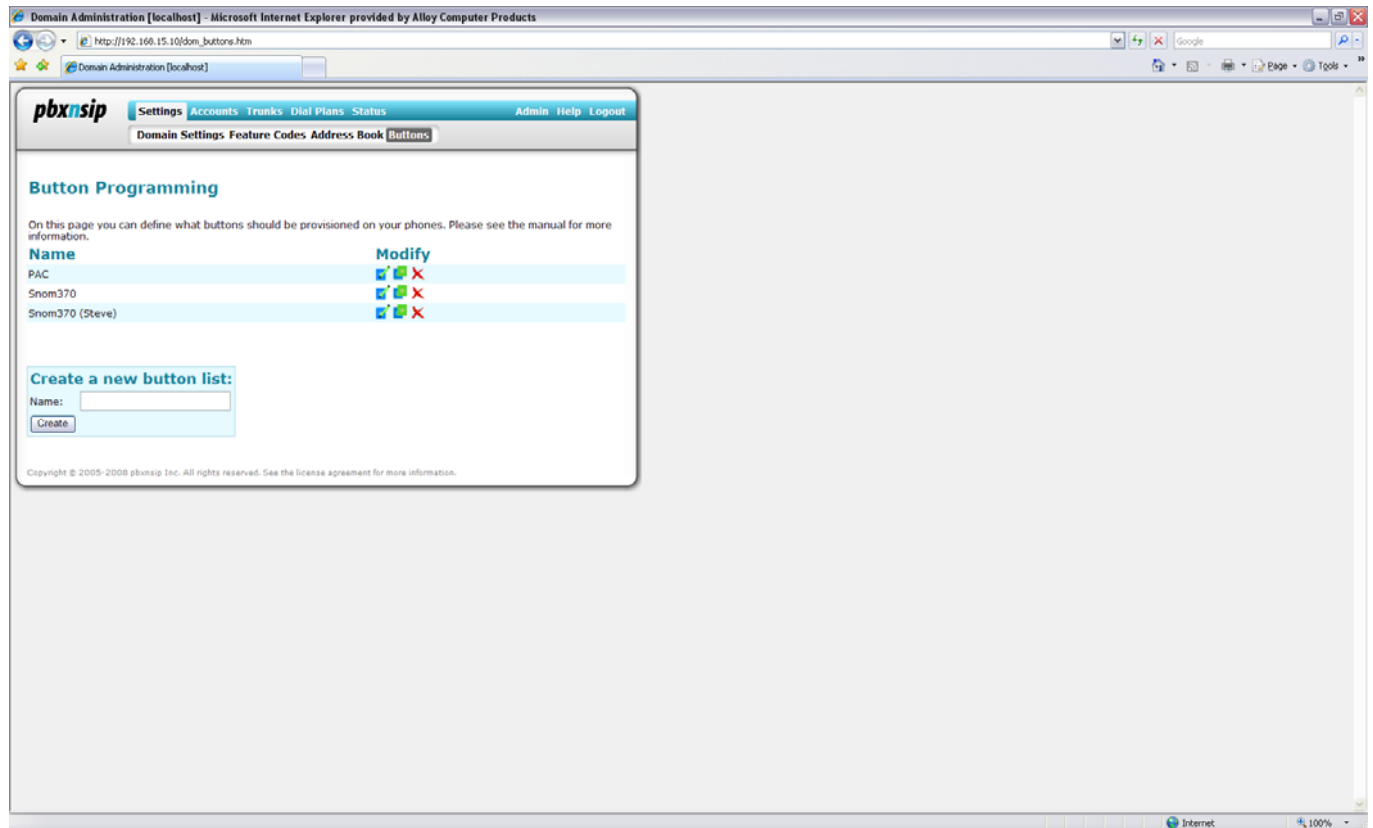 Domain Administration [localhost] - Microsoft Internet Explorer provided by Alloy Computer Products
http://192.168.15.10/dom_buttons.htm
Google
Domain Administration [localhost]
Page
Tools
pbxnsip
Settings Accounts Trunks Dial Plans Status Admin Help Logout
Domain Settings Feature Codes Address Book Buttons
Button Programming
On this page you can define what buttons should be provisioned on your phones. Please see the manual for more
information.
Name Modify
PAC
Snom370
Snom370 (Steve)
Create a new button list:
Name:
Create
Copyright © 2005-2008 pbxnsip Inc. All rights reserved. See the license agreement for more information.
Internet 100%